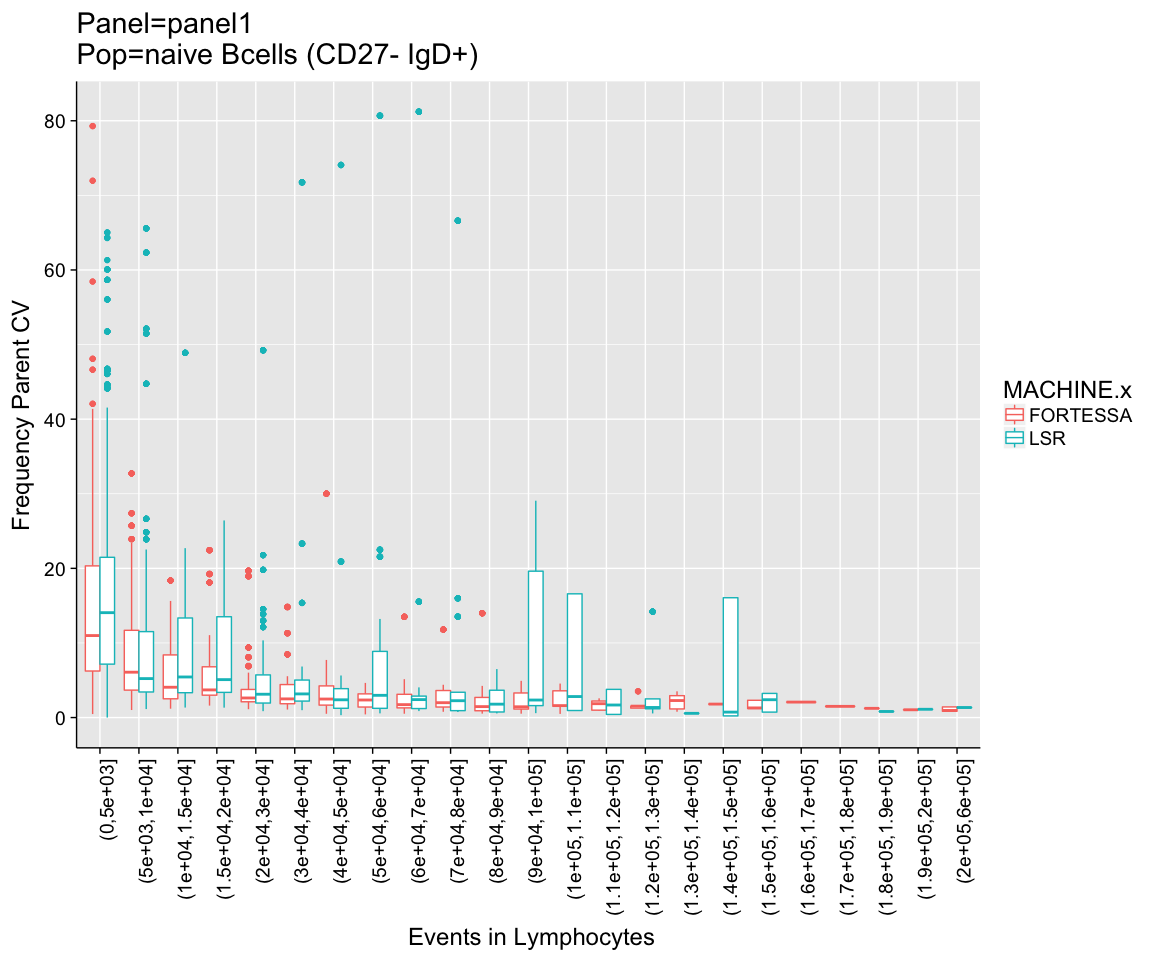 Panel=panel1
Pop=naive Bcells (CD27- IgD+)
Frequency Parent CV
80
60
40
20
0
(0,5e+03]
(5e+03,1e+04]
(1e+04,1.5e+04]
(1.5e+04,2e+04]
(2e+04,3e+04]
(3e+04,4e+04]
(4e+04,5e+04]
(5e+04,6e+04]
(6e+04,7e+04]
(7e+04,8e+04]
(8e+04,9e+04]
(9e+04,1e+05]
(1e+05,1.1e+05]
(1.1e+05,1.2e+05]
(1.2e+05,1.3e+05]
(1.3e+05,1.4e+05]
(1.4e+05,1.5e+05]
(1.5e+05,1.6e+05]
(1.6e+05,1.7e+05]
(1.7e+05,1.8e+05]
(1.8e+05,1.9e+05]
(1.9e+05,2e+05]
(2e+05,6e+05]
Events in Lymphocytes
MACHINE.x
FORTESSA
LSR